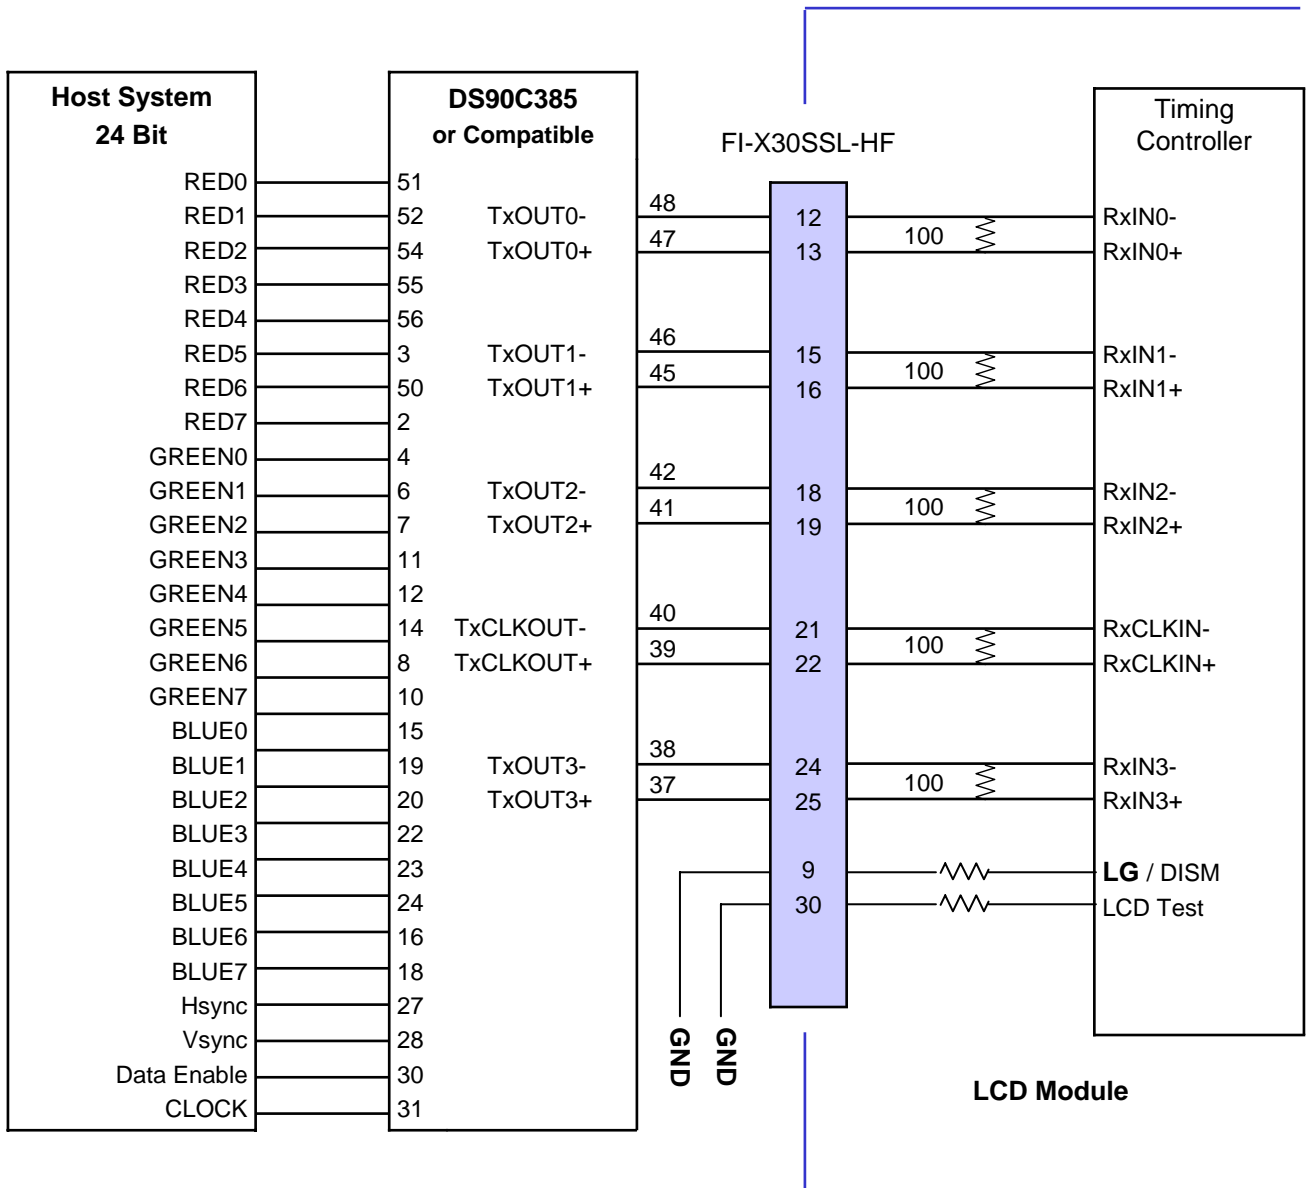 Host System
24 Bit
DS90C385
or Compatible
FI-X30SSL-HF
Timing
Controller
RED0 51
RED1 52 TxOUT0- 48 12 RxIN0-
100
RED2 54 TxOUT0+ 47 13 RxIN0+
RED3 55
RED4 56
RED5 3 TxOUT1- 46 15 RxIN1-
100
RED6 50 TxOUT1+ 45 16 RxIN1+
RED7 2
GREEN0 4
GREEN1 6 TxOUT2- 42 18 RxIN2-
100
GREEN2 7 TxOUT2+ 41 19 RxIN2+
GREEN3 11
GREEN4 12
GREEN5 14 TxCLKOUT- 40 21 RxCLKIN-
100
GREEN6 8 TxCLKOUT+ 39 22 RxCLKIN+
GREEN7 10
BLUE0 15
BLUE1 19 TxOUT3- 38 24 RxIN3-
100
BLUE2 20 TxOUT3+ 37 25 RxIN3+
BLUE3 22
BLUE4 23 9 LG / DISM
BLUE5 24 30 LCD Test
BLUE6 16
BLUE7 18
Hsync 27
Vsync 28
Data Enable 30
CLOCK 31
GND
GND
LCD Module